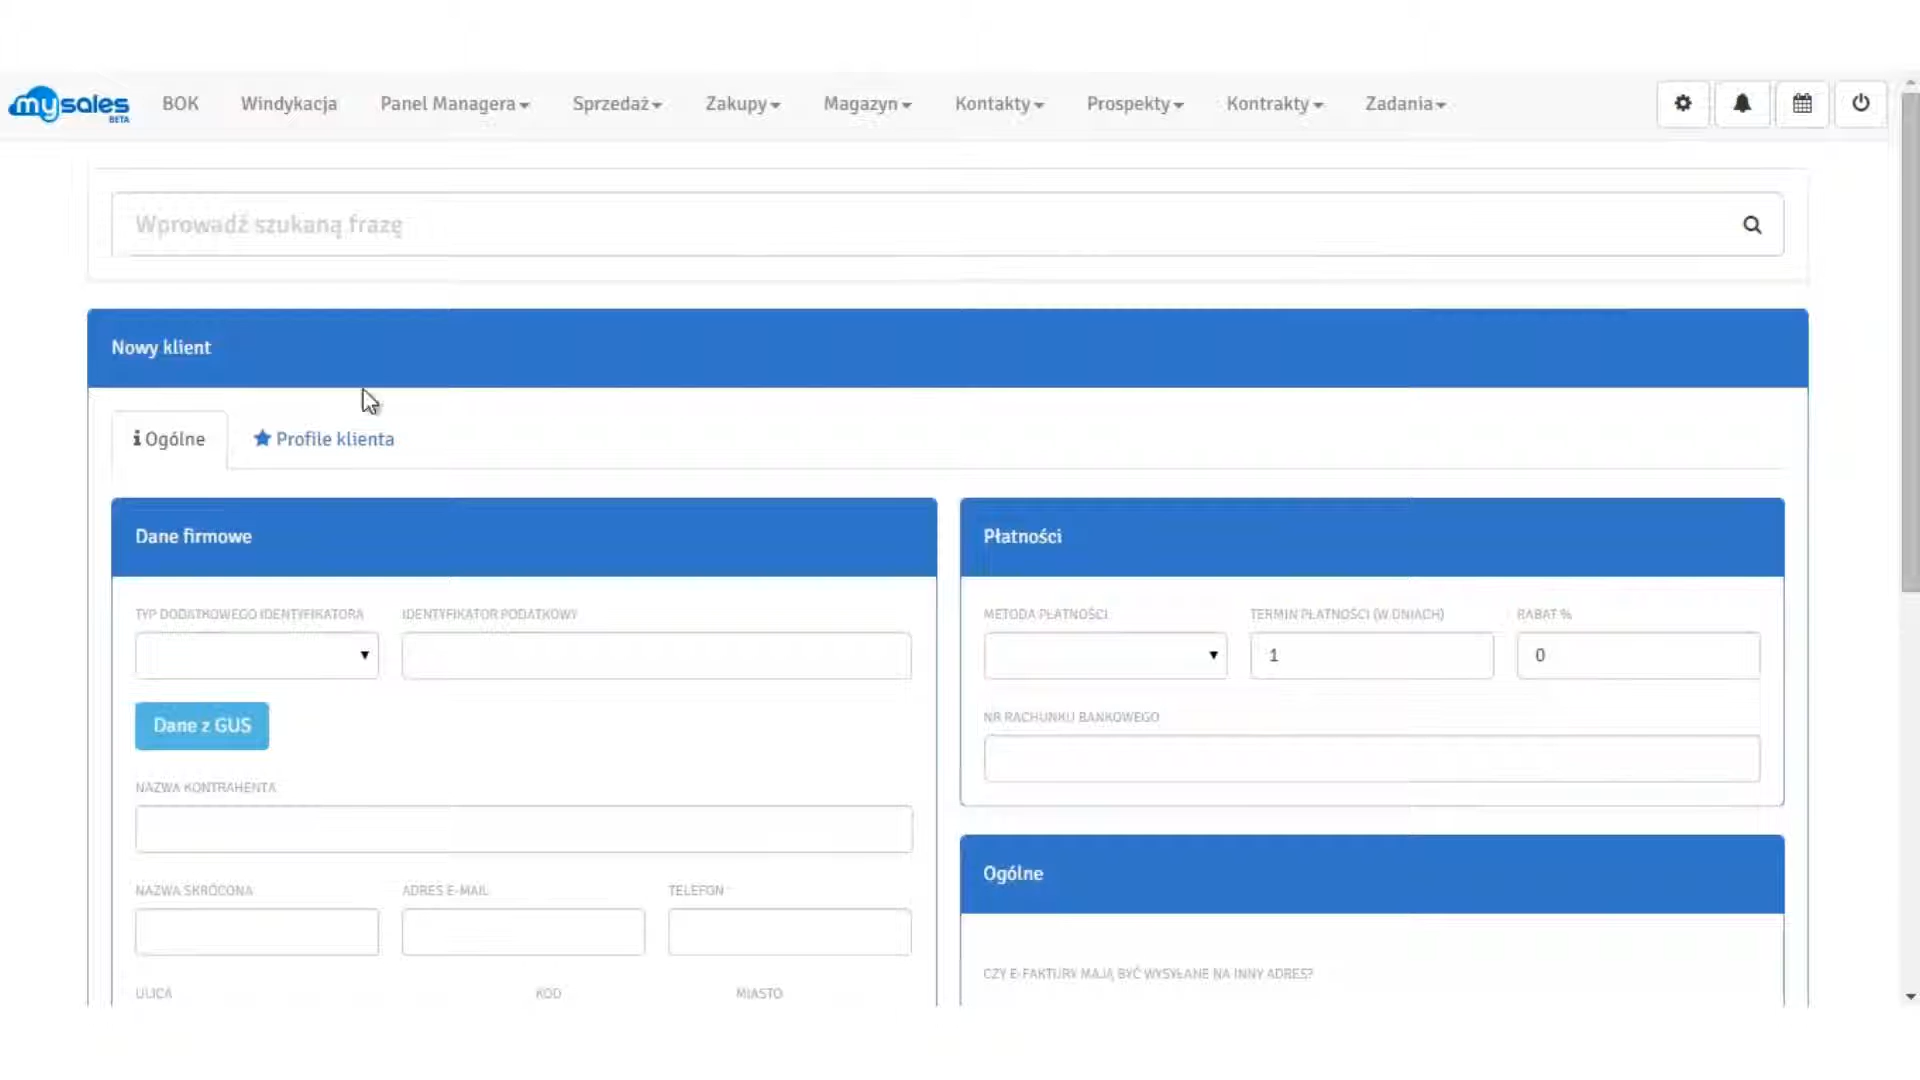 mysales BETA BOK Windykacja Panel Managera Sprzedaż Zakupy Magazyn Kontakty Prospekty Kontrakty Zadania
Wprowadź szukaną frazę
Nowy klient
Ogólne Profile klienta
Dane firmowe
TYP DODATKOWEGO IDENTYFIKATORA IDENTYFIKATOR PODATKOWY
Dane z GUS
NAZWA KONTRAHENTA
NAZWA SKRÓCONA ADRES E-MAIL TELEFON
ULICA KOD MIASTO
Płatności
METODA PŁATNOŚCI TERMIN PŁATNOŚCI (W DNIACH) RABAT %
1 0
NR RACHUNKU BANKOWEGO
Ogólne
CZY E-FAKTURY MAJĄ BYĆ WYSYŁANE NA INNY ADRES?